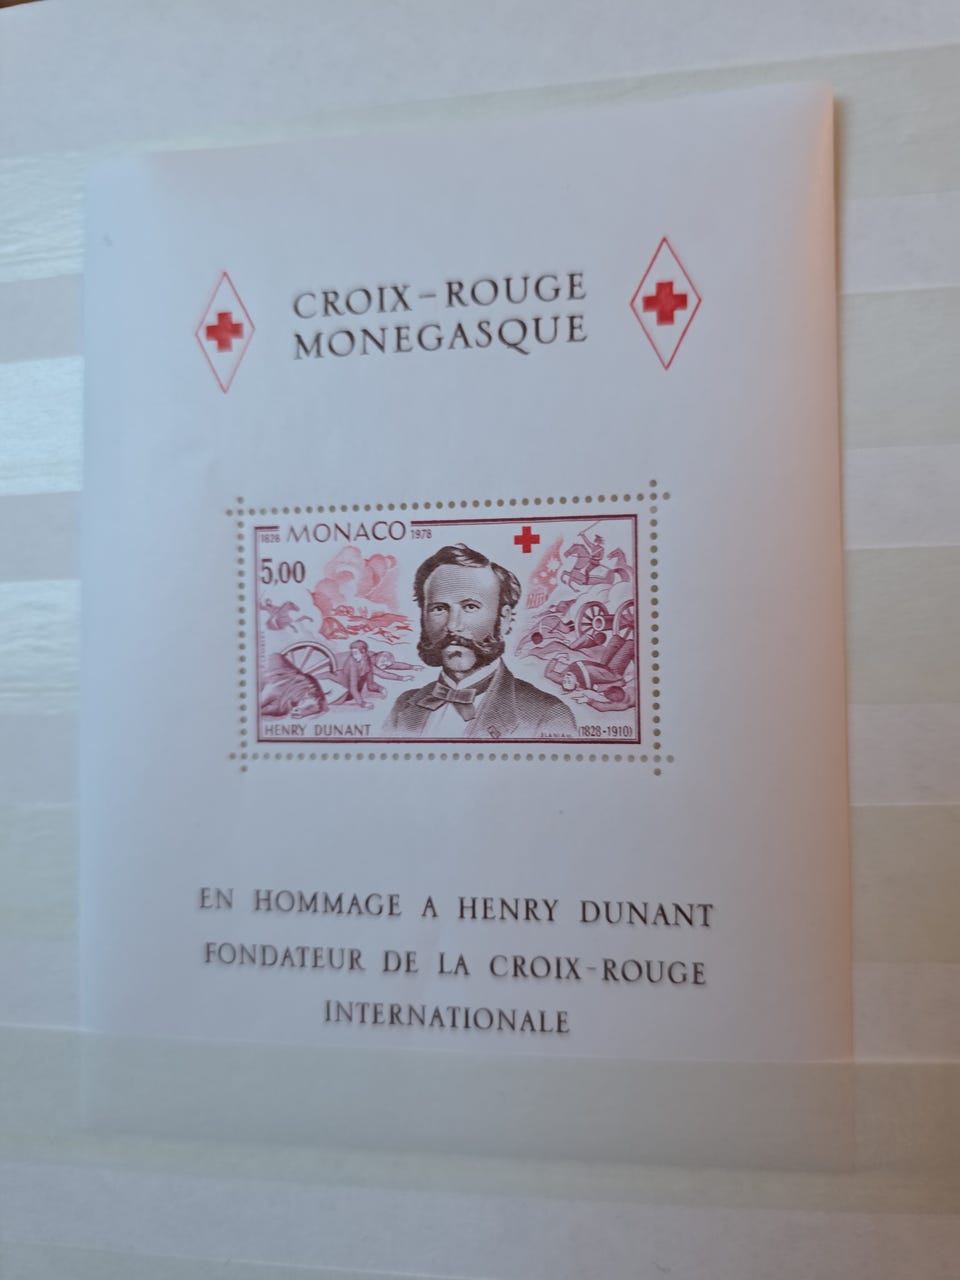 CROIX-ROUGE
MONEGASQUE
1828 MONACO 1978
5,00
HENRY DUNANT
(1828-1910)
EN HOMMAGE A HENRY DUNANT
FONDATEUR DE LA CROIX-ROUGE
INTERNATIONALE